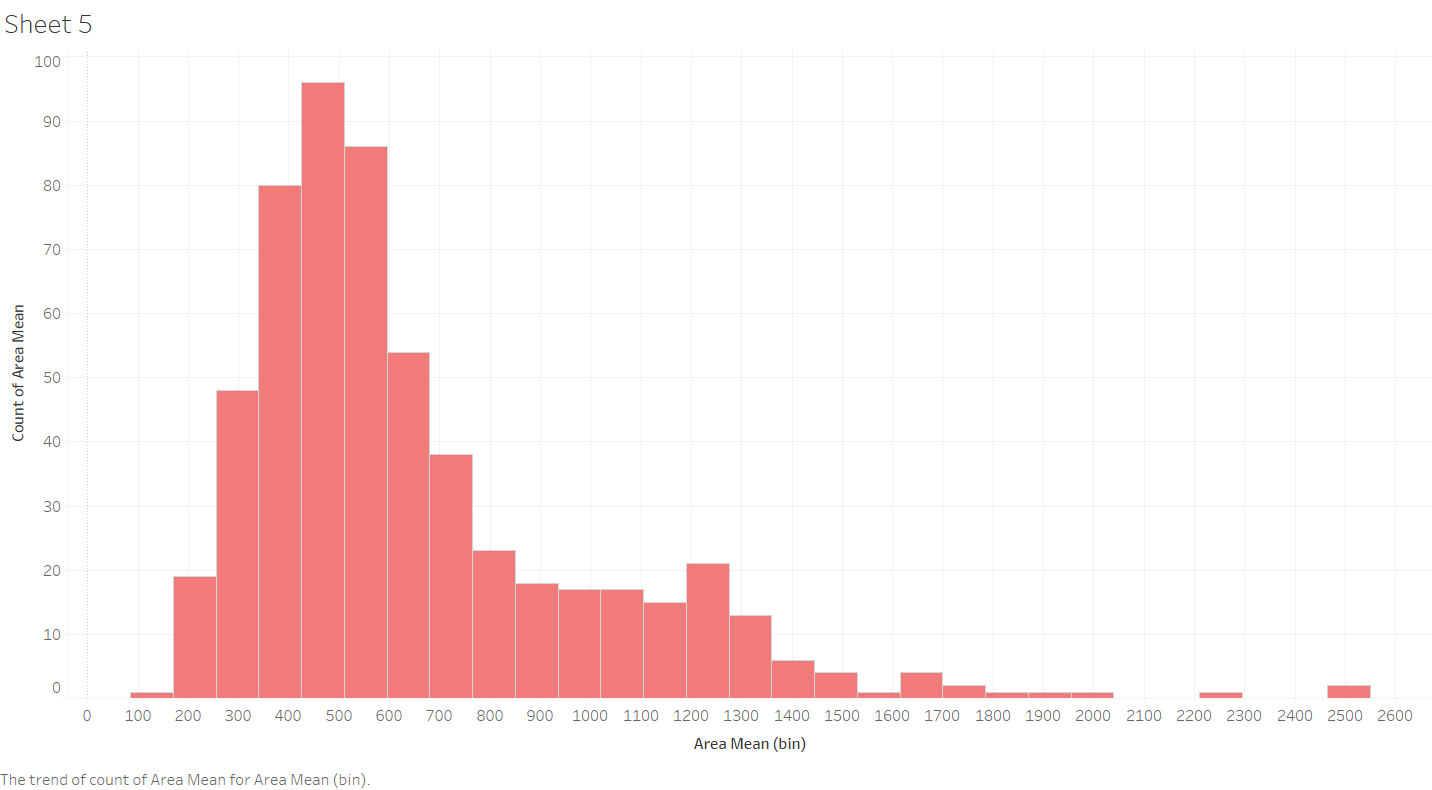 Sheet 5
100
90
80
70
60
50
40
30
20
10
0
Count of Area Mean
0 100 200 300 400 500 600 700 800 900 1000 1100 1200 1300 1400 1500 1600 1700 1800 1900 2000 2100 2200 2300 2400 2500 2600
Area Mean (bin)
The trend of count of Area Mean for Area Mean (bin).